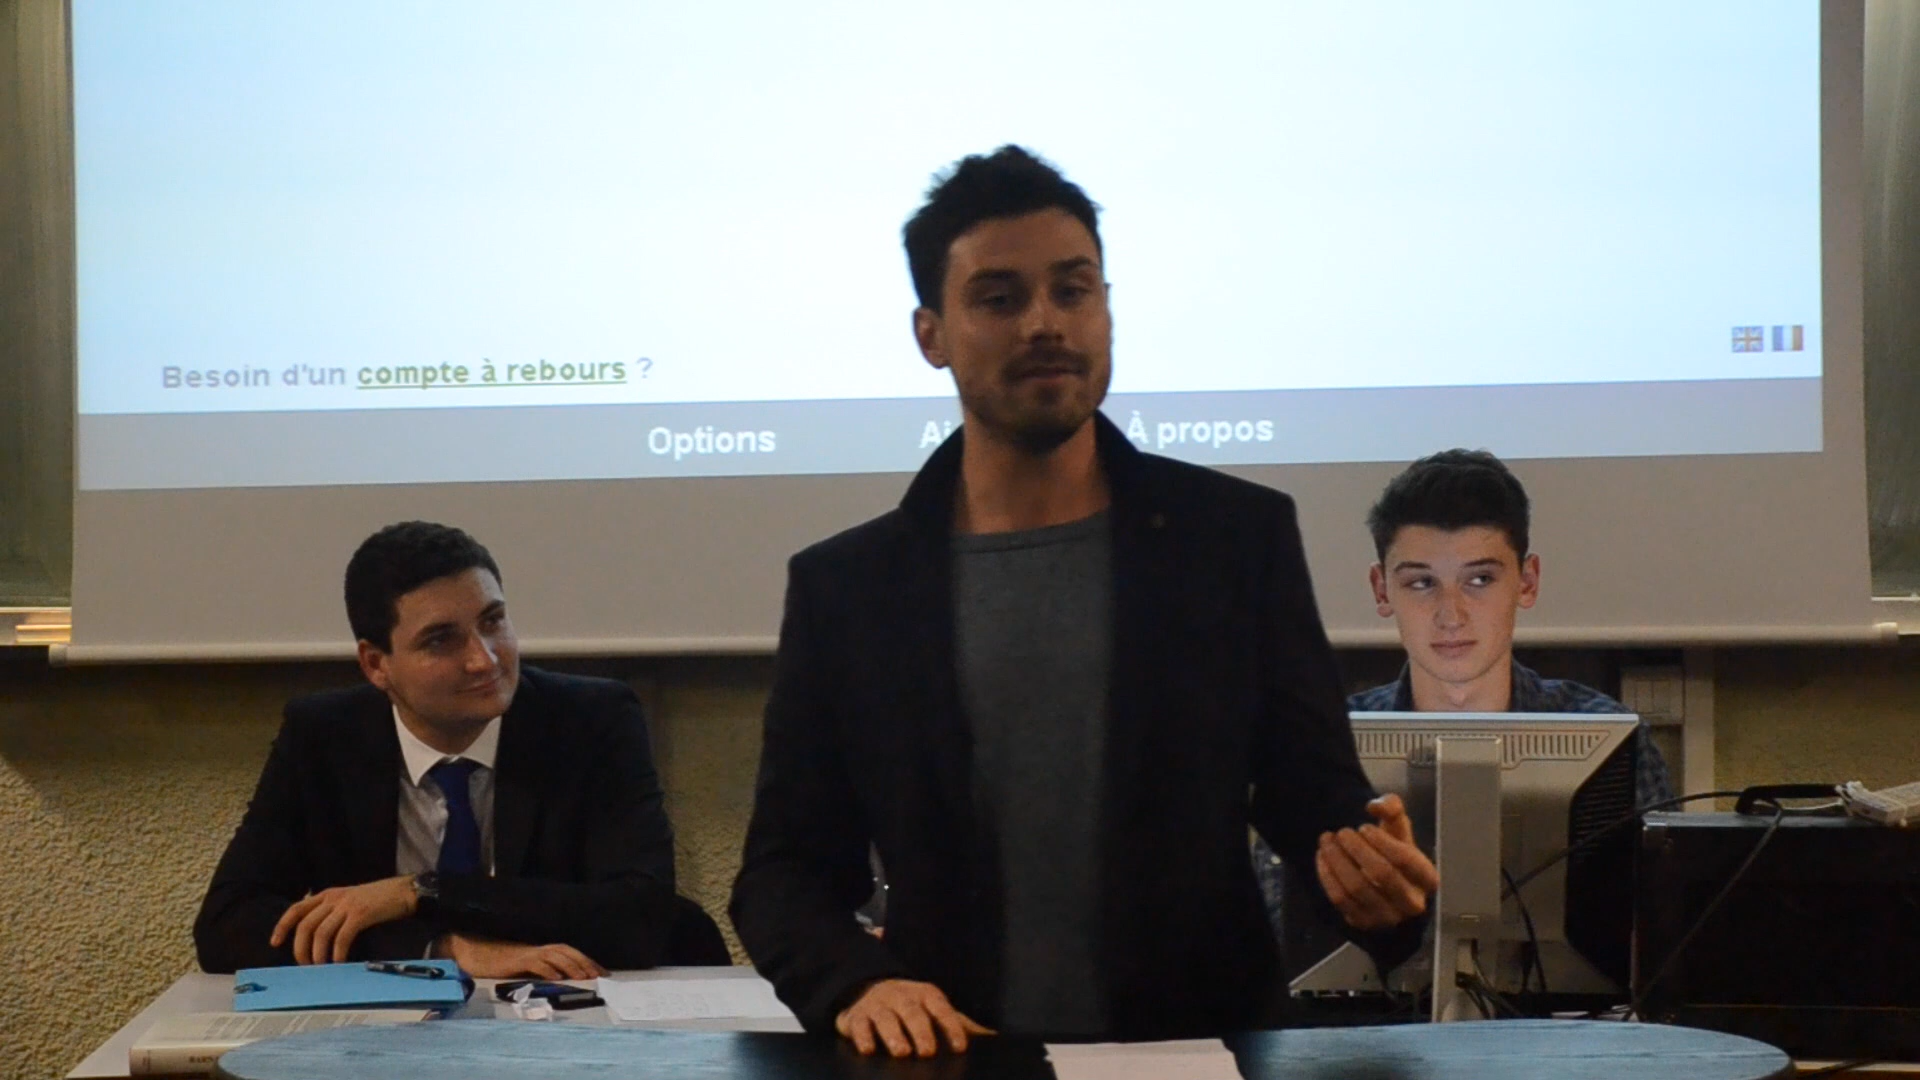 Besoin d'un compte à rebours ?
Options
À propos